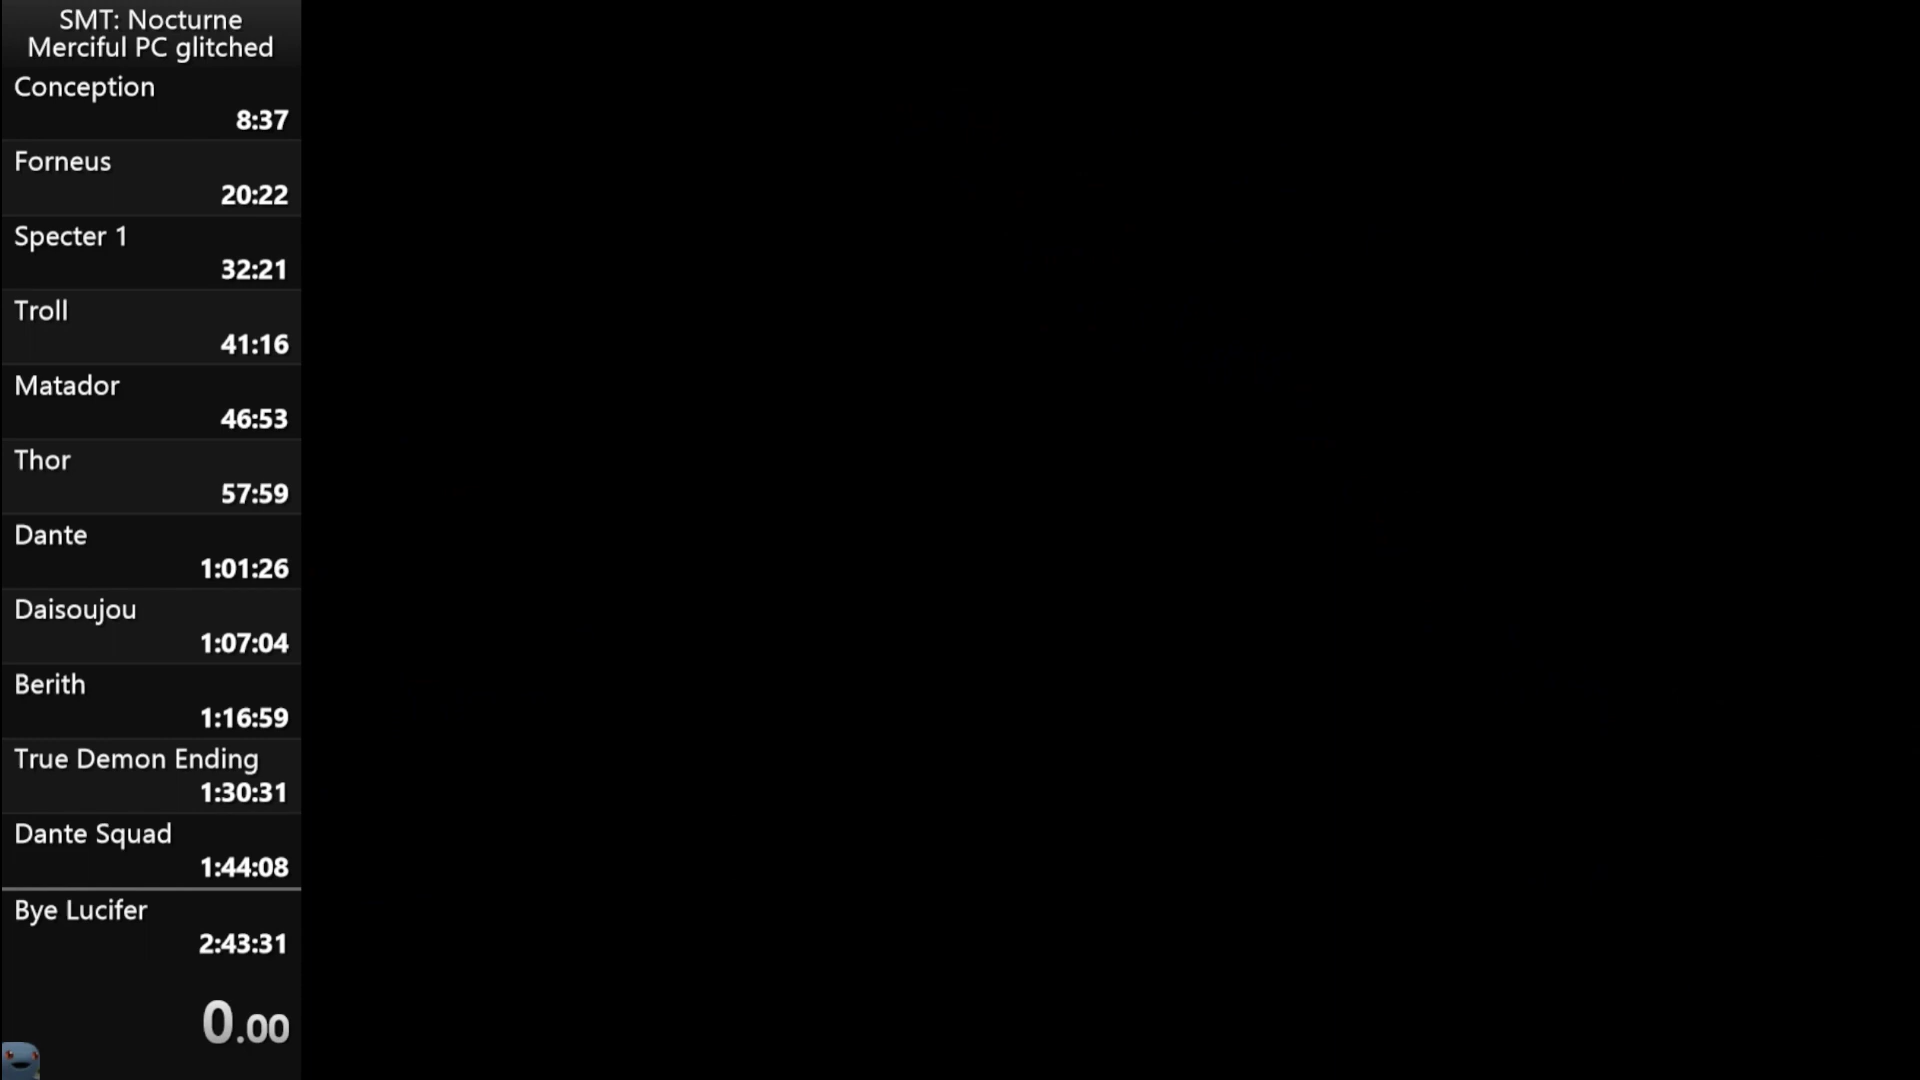 SMT: Nocturne
Merciful PC glitched
Conception
8:37
Forneus
20:22
Specter 1
32:21
Troll
41:16
Matador
46:53
Thor
57:59
Dante
1:01:26
Daisoujou
1:07:04
Berith
1:16:59
True Demon Ending
1:30:31
Dante Squad
1:44:08
Bye Lucifer
2:43:31
0.00